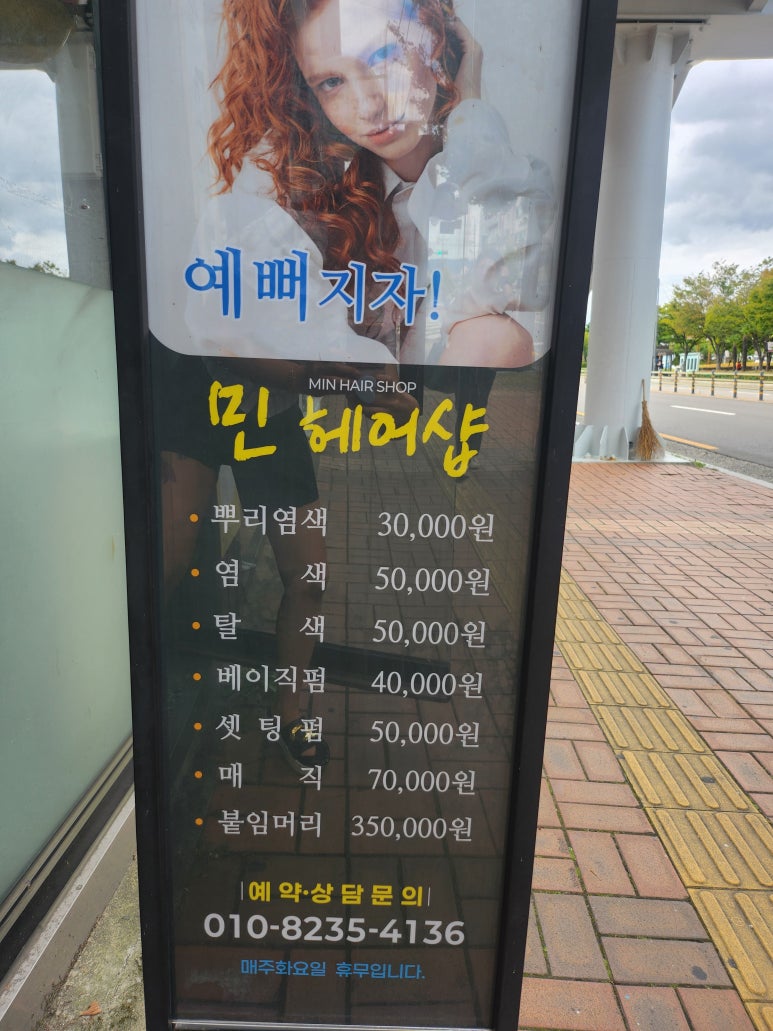 예뻐지자!
MIN HAIR SHOP
민 헤어샵
• 뿌리염색 30,000원
• 염 색 50,000원
• 탈 색 50,000원
• 베이직펌 40,000원
• 셋 팅 펌 50,000원
• 매 직 70,000원
• 붙임머리 350,000원
|예 약·상 담 문 의|
010-8235-4136
매주화요일 휴무입니다.